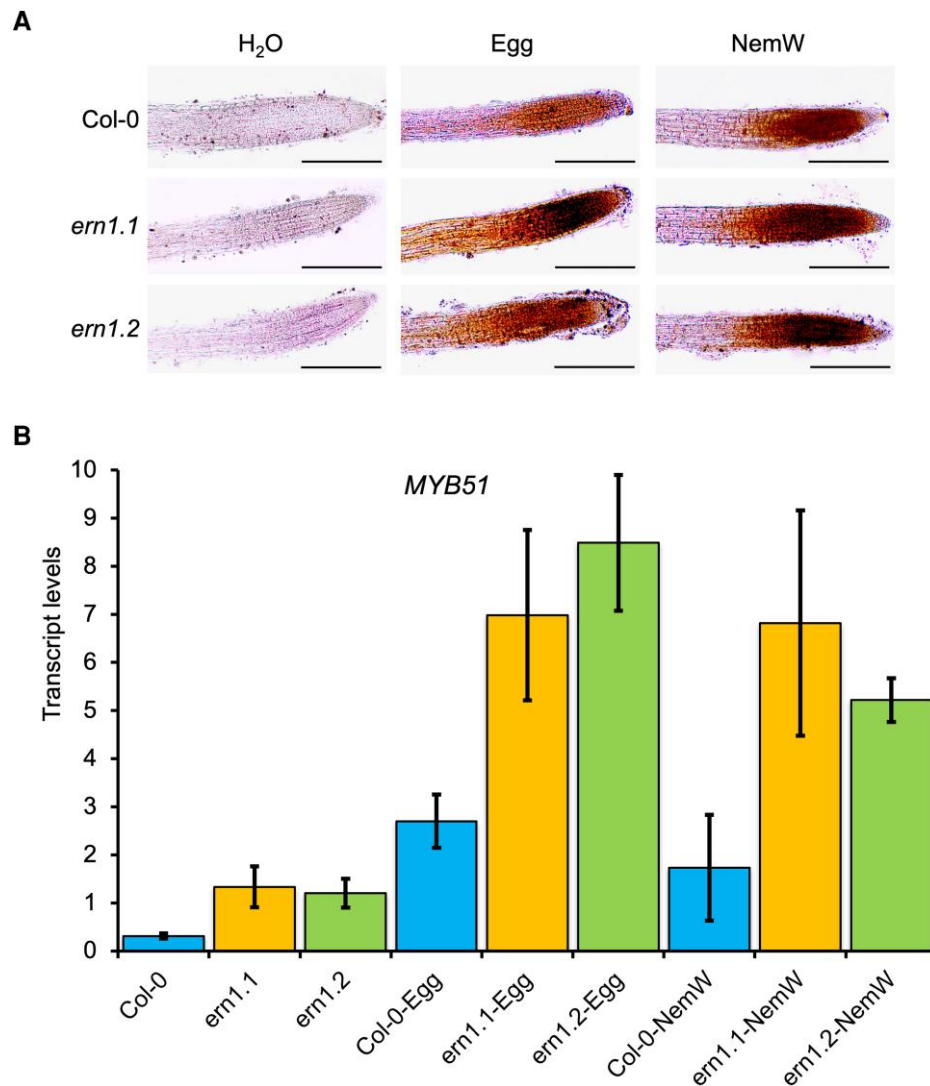 A
H₂O Egg NemW
Col-0
ern1.1
ern1.2
B
MYB51
Transcript levels
10
9
8
7
6
5
4
3
2
1
0
Col-0 ern1.1 ern1.2 Col-0-Egg ern1.1-Egg ern1.2-Egg Col-0-NemW ern1.1-NemW ern1.2-NemW